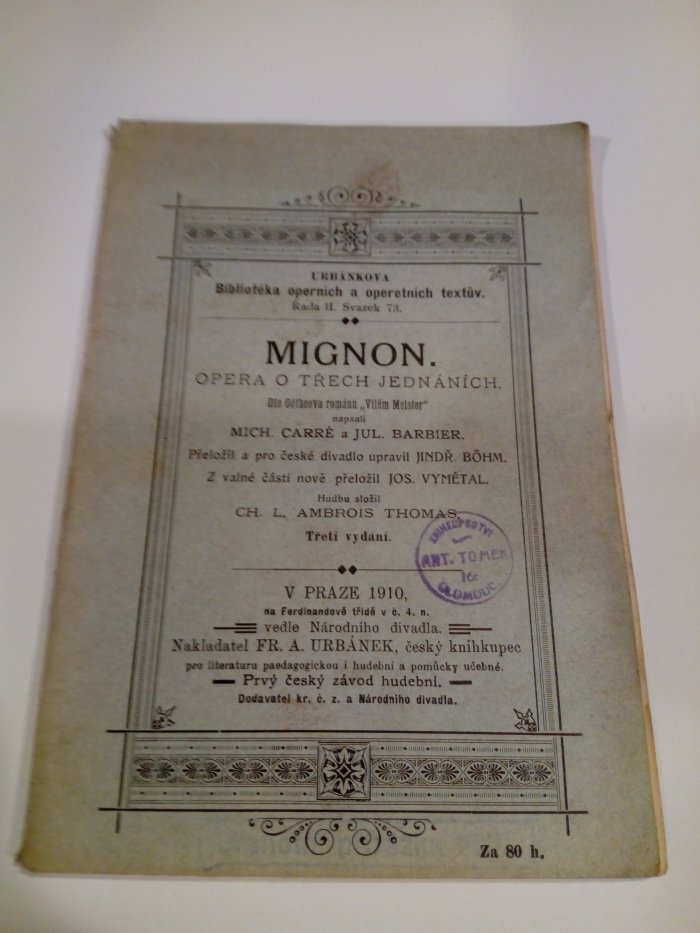 URBÁNKOVA
Bibliotéka operních a operetních textův.
Řada II. Svazek 73.
MIGNON.
OPERA O TŘECH JEDNÁNÍCH.
Dle Götheova románu „Vilém Meister“
napsali
MICH. CARRÉ a JUL. BARBIER.
Přeložil a pro české divadlo upravil JINDŘ. BÖHM.
Z valné části nově přeložil JOS. VYMĚTAL.
Hudbu složil
CH. L. AMBROIS THOMAS.
Třetí vydání.
KNIHKUPECTVÍ
ANT. TOMEK
OLOMOUC
V PRAZE 1910,
na Ferdinandově třídě v č. 4. n.
vedle Národního divadla.
Nakladatel FR. A. URBÁNEK, český knihkupec
pro literaturu paedagogickou i hudební a pomůcky učebné.
Prvý český závod hudební.
Dodavatel kr. č. z. a Národního divadla.
Za 80 h.